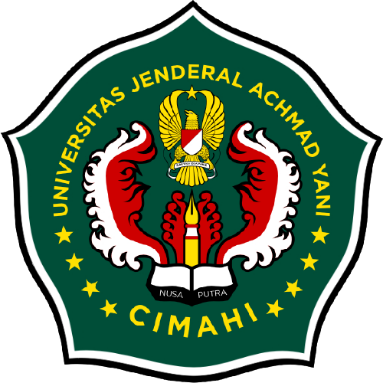 UNIVERSITAS JENDERAL ACHMAD YANI
NUSA PUTRA
CIMAHI